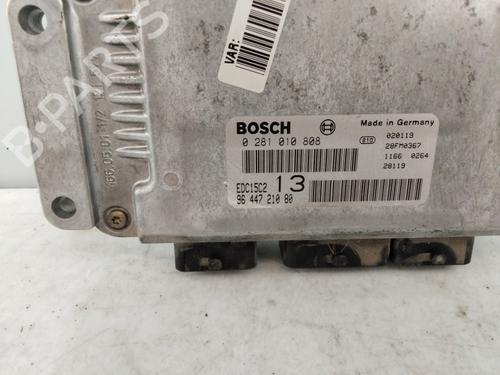 B-PARTS
VAR:
BOSCH
Made in Germany
0 281 010 808
010
020119
28FM0367
1166 0264
28119
EDC15C2 13
96 447 210 80